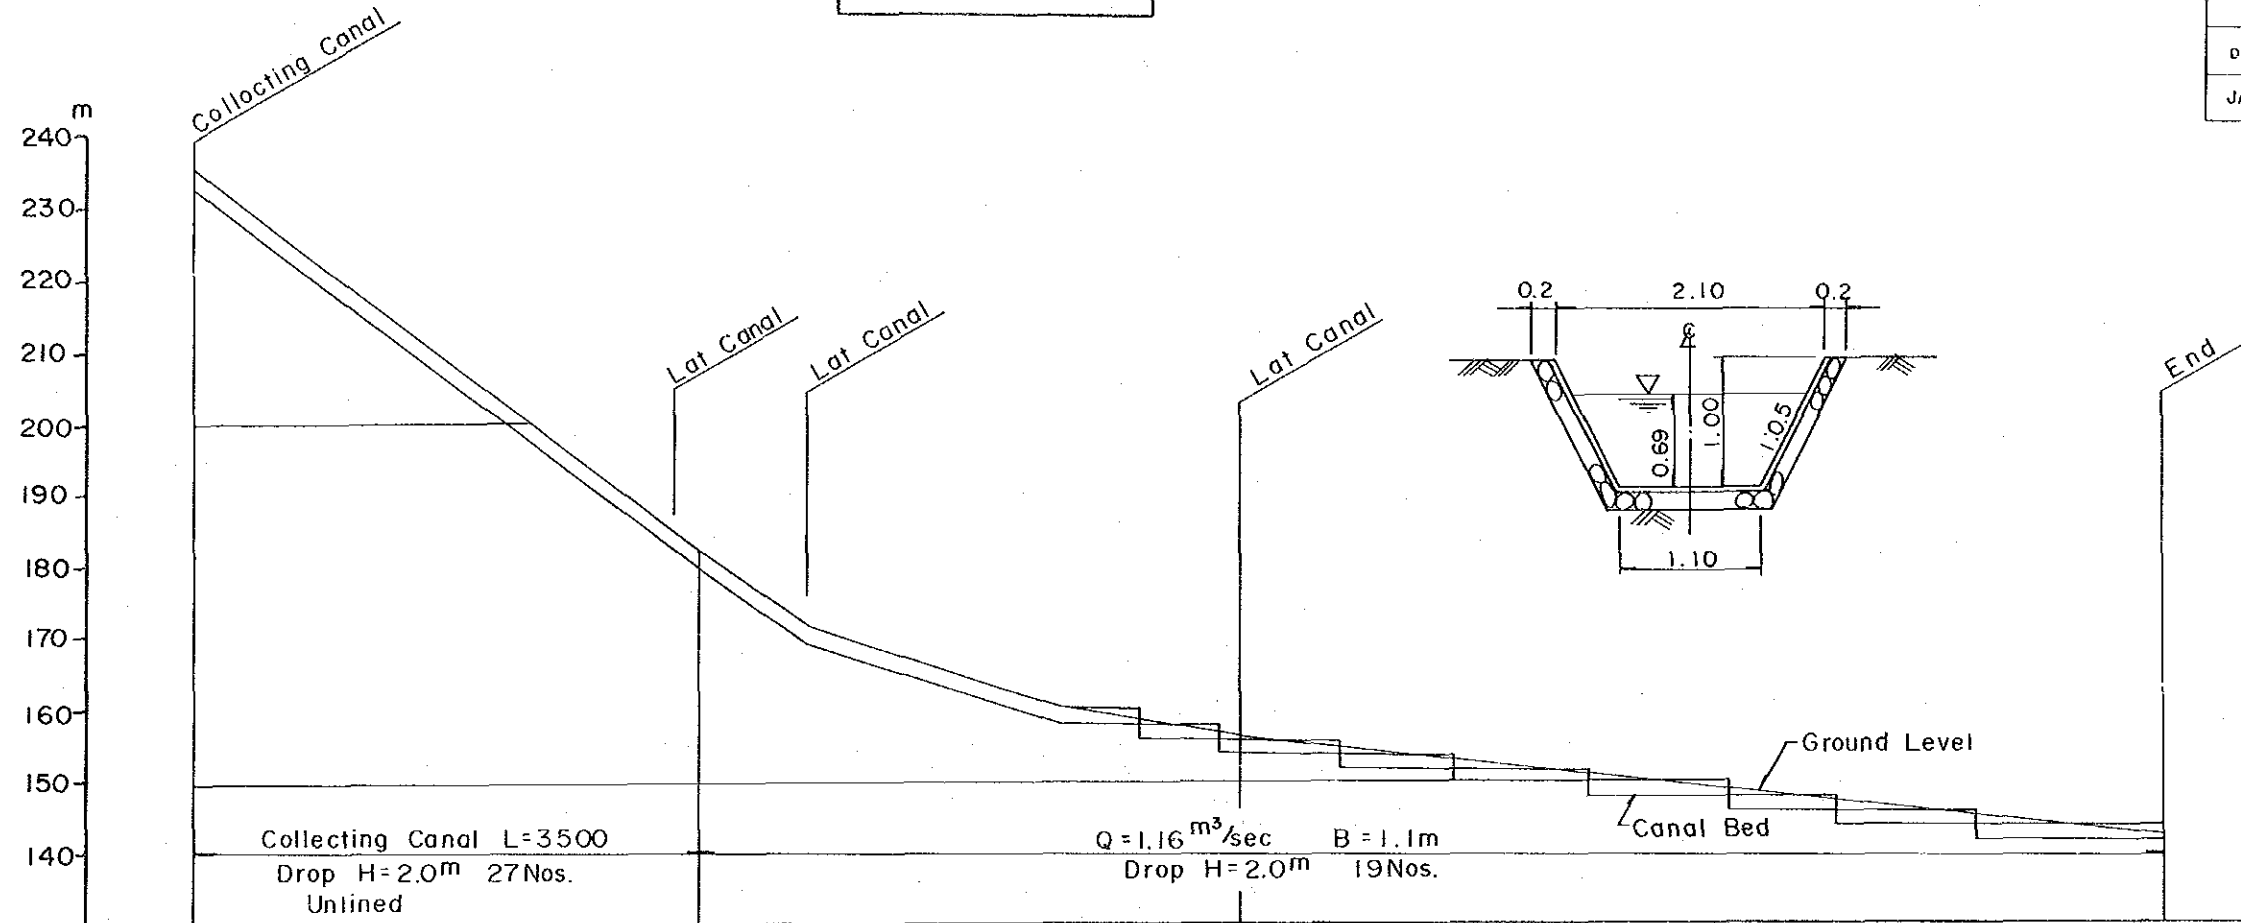 Collocting Canal
m
240
230
220
210
200
190
180
170
160
150
140
Lat Canal
Lat Canal
Lat Canal
End
0.2
2.10
0.2
0.69
1.00
1:0.5
1.10
Ground Level
Canal Bed
Collecting Canal L=3500
Drop H=2.0m 27Nos.
Unlined
Q=1.16 m³/sec B=1.1m
Drop H=2.0m 19Nos.